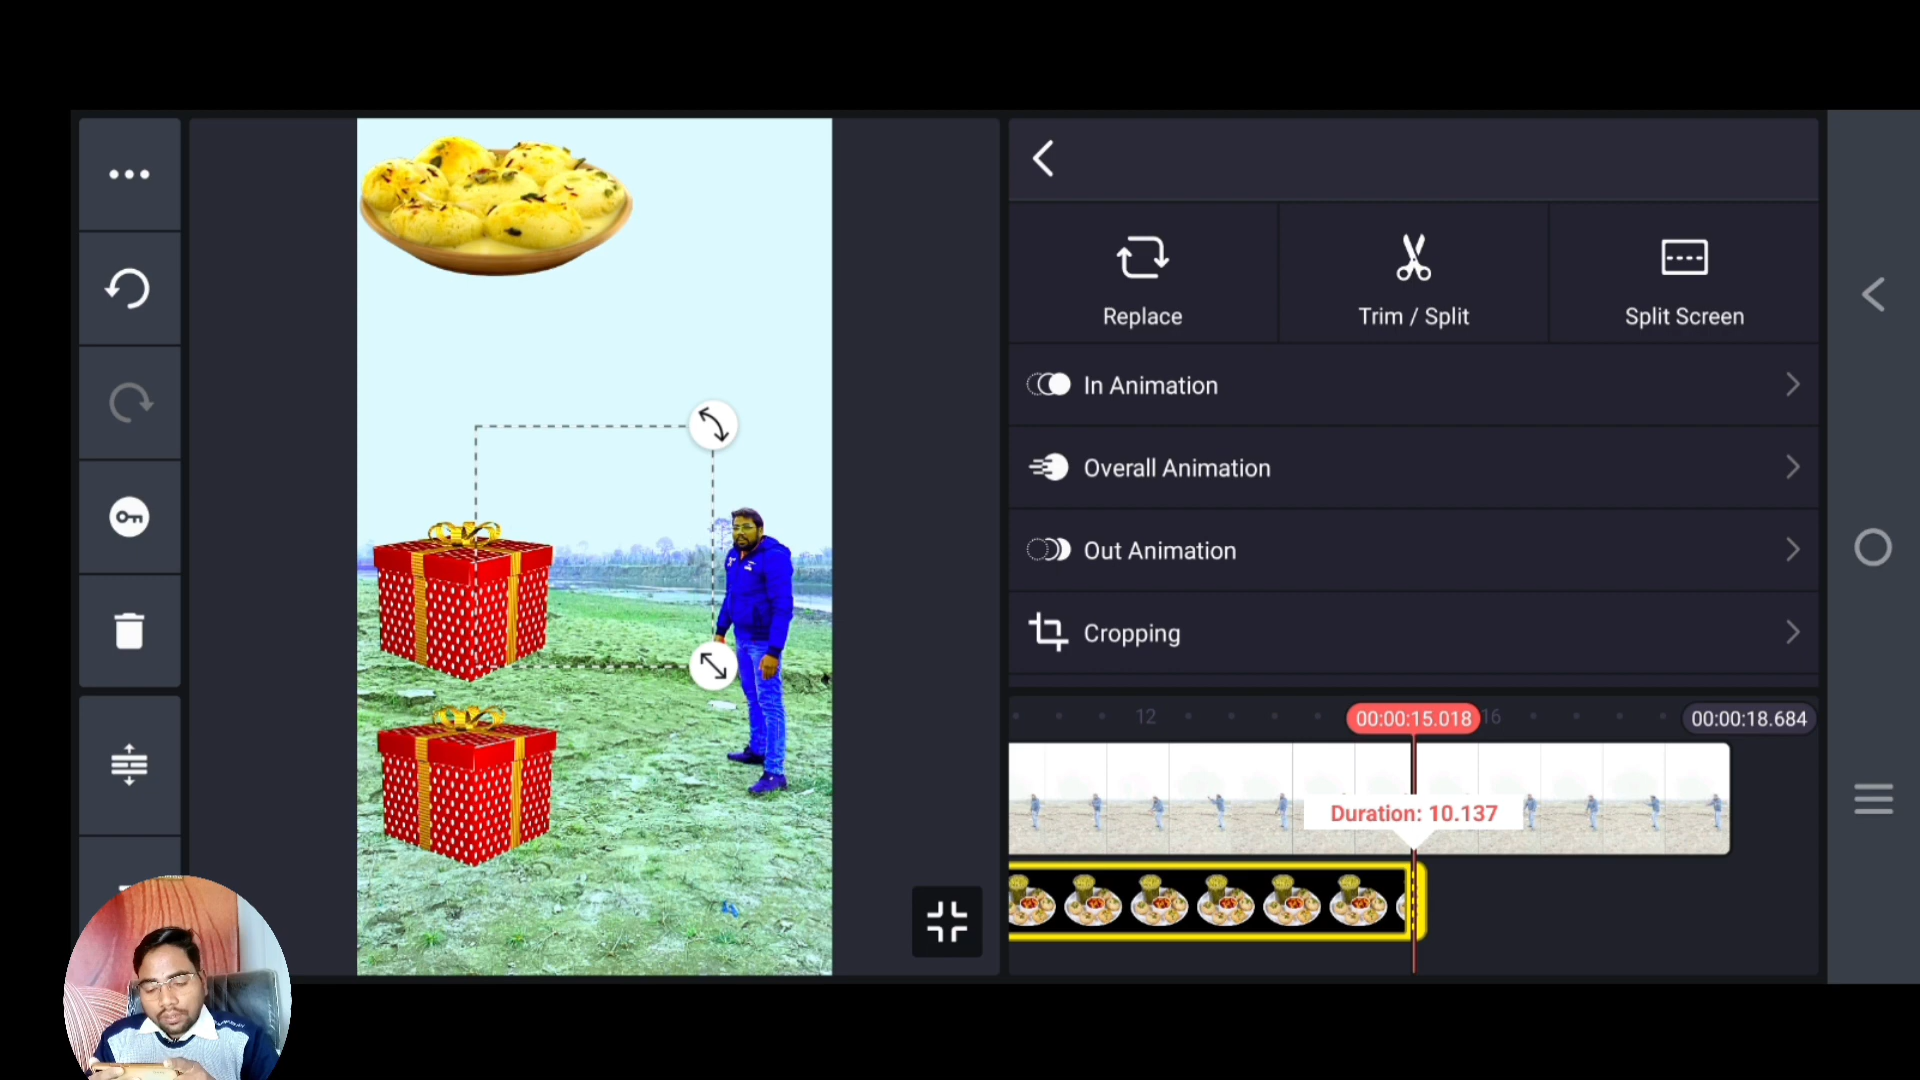 Replace
Trim / Split
Split Screen
In Animation
Overall Animation
Out Animation
Cropping
12
00:00:15.018
16
00:00:18.684
Duration: 10.137